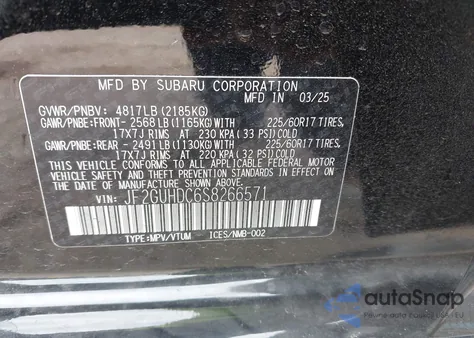 MFD BY SUBARU CORPORATION
MFD IN 03/25
GVWR/PNBV: 4817LB (2185KG)
GAWR/PNBE:FRONT- 2568LB(1165KG)WITH 225/60R17 TIRES,
17X7J RIMS AT 230 KPA(33 PSI)COLD
GAWR/PNBE:REAR - 2491LB(1130KG)WITH 225/60R17 TIRES,
17X7J RIMS AT 220 KPA(32 PSI)COLD
THIS VEHICLE CONFORMS TO ALL APPLICABLE FEDERAL MOTOR
VEHICLE SAFETY, BUMPER, AND THEFT PREVENTION STANDARDS
IN EFFECT ON THE DATE OF MANUFACTURE SHOWN ABOVE.
VIN: JF2GUHDC6S8266571
TYPE:MPV/VTUM ICES/NMB-002
autoSnap